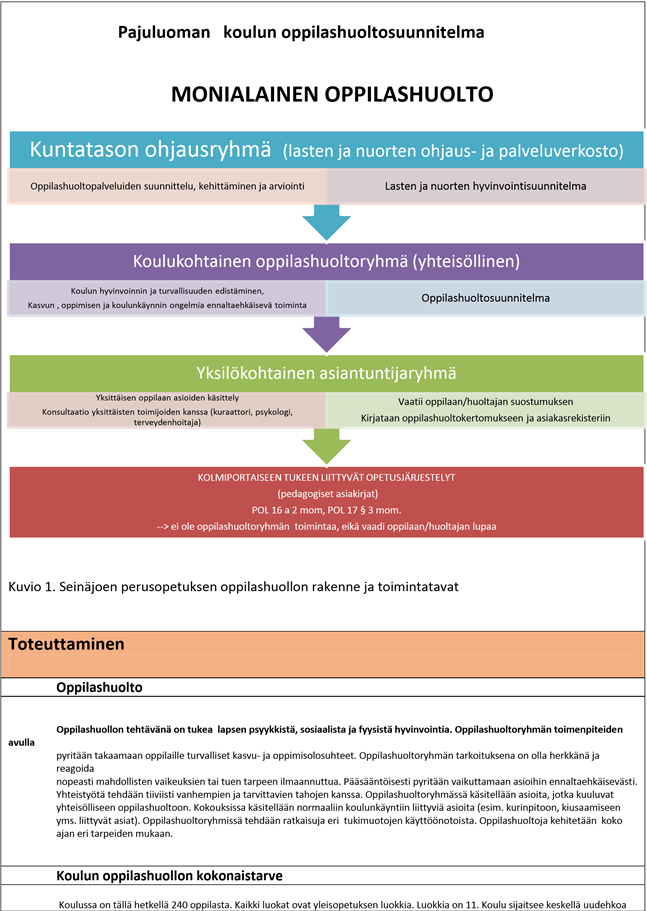 Pajuluoman koulun oppilashuoltosuunnitelma
MONIALAINEN OPPILASHUOLTO
Kuntatason ohjausryhmä (lasten ja nuorten ohjaus- ja palveluverkosto)
Oppilashuoltopalveluiden suunnittelu, kehittäminen ja arviointi
Lasten ja nuorten hyvinvointisuunnitelma
Koulukohtainen oppilashuoltoryhmä (yhteisöllinen)
Koulun hyvinvoinnin ja turvallisuuden edistäminen,
Kasvun , oppimisen ja koulunkäynnin ongelmia ennaltaehkäisevä toiminta
Oppilashuoltosuunnitelma
Yksilökohtainen asiantuntijaryhmä
Yksittäisen oppilaan asioiden käsittely
Konsultaatio yksittäisten toimijoiden kanssa (kuraattori, psykologi,
terveydenhoitaja)
Vaatii oppilaan/huoltajan suostumuksen
Kirjataan oppilashuoltokertomukseen ja asiakasrekisteriin
KOLMIPORTAISEEN TUKEEN LIITTYVÄT OPETUSJÄRJESTELYT
(pedagogiset asiakirjat)
POL 16 a 2 mom, POL 17 § 3 mom.
--> ei ole oppilashuoltoryhmän toimintaa, eikä vaadi oppilaan/huoltajan lupaa
Kuvio 1. Seinäjoen perusopetuksen oppilashuollon rakenne ja toimintatavat
Toteuttaminen
Oppilashuolto
Oppilashuollon tehtävänä on tukea lapsen psyykkistä, sosiaalista ja fyysistä hyvinvointia. Oppilashuoltoryhmän toimenpiteiden
avulla
pyritään takaamaan oppilaille turvalliset kasvu- ja oppimisolosuhteet. Oppilashuoltoryhmän tarkoituksena on olla herkkänä ja
reagoida
nopeasti mahdollisten vaikeuksien tai tuen tarpeen ilmaannuttua. Pääsääntöisesti pyritään vaikuttamaan asioihin ennaltaehkäisevästi.
Yhteistyötä tehdään tiiviisti vanhempien ja tarvittavien tahojen kanssa. Oppilashuoltoryhmässä käsitellään asioita, jotka kuuluvat
yhteisölliseen oppilashuoltoon. Kokouksissa käsitellään normaaliin koulunkäyntiin liittyviä asioita (esim. kurinpitoon, kiusaamiseen
yms. liittyvät asiat). Oppilashuoltoryhmissä tehdään ratkaisuja eri tukimuotojen käyttöönotoista. Oppilashuoltoja kehitetään koko
ajan eri tarpeiden mukaan.
Koulun oppilashuollon kokonaistarve
Koulussa on tällä hetkellä 240 oppilasta. Kaikki luokat ovat yleisopetuksen luokkia. Luokkia on 11. Koulu sijaitsee keskellä uudehkoa